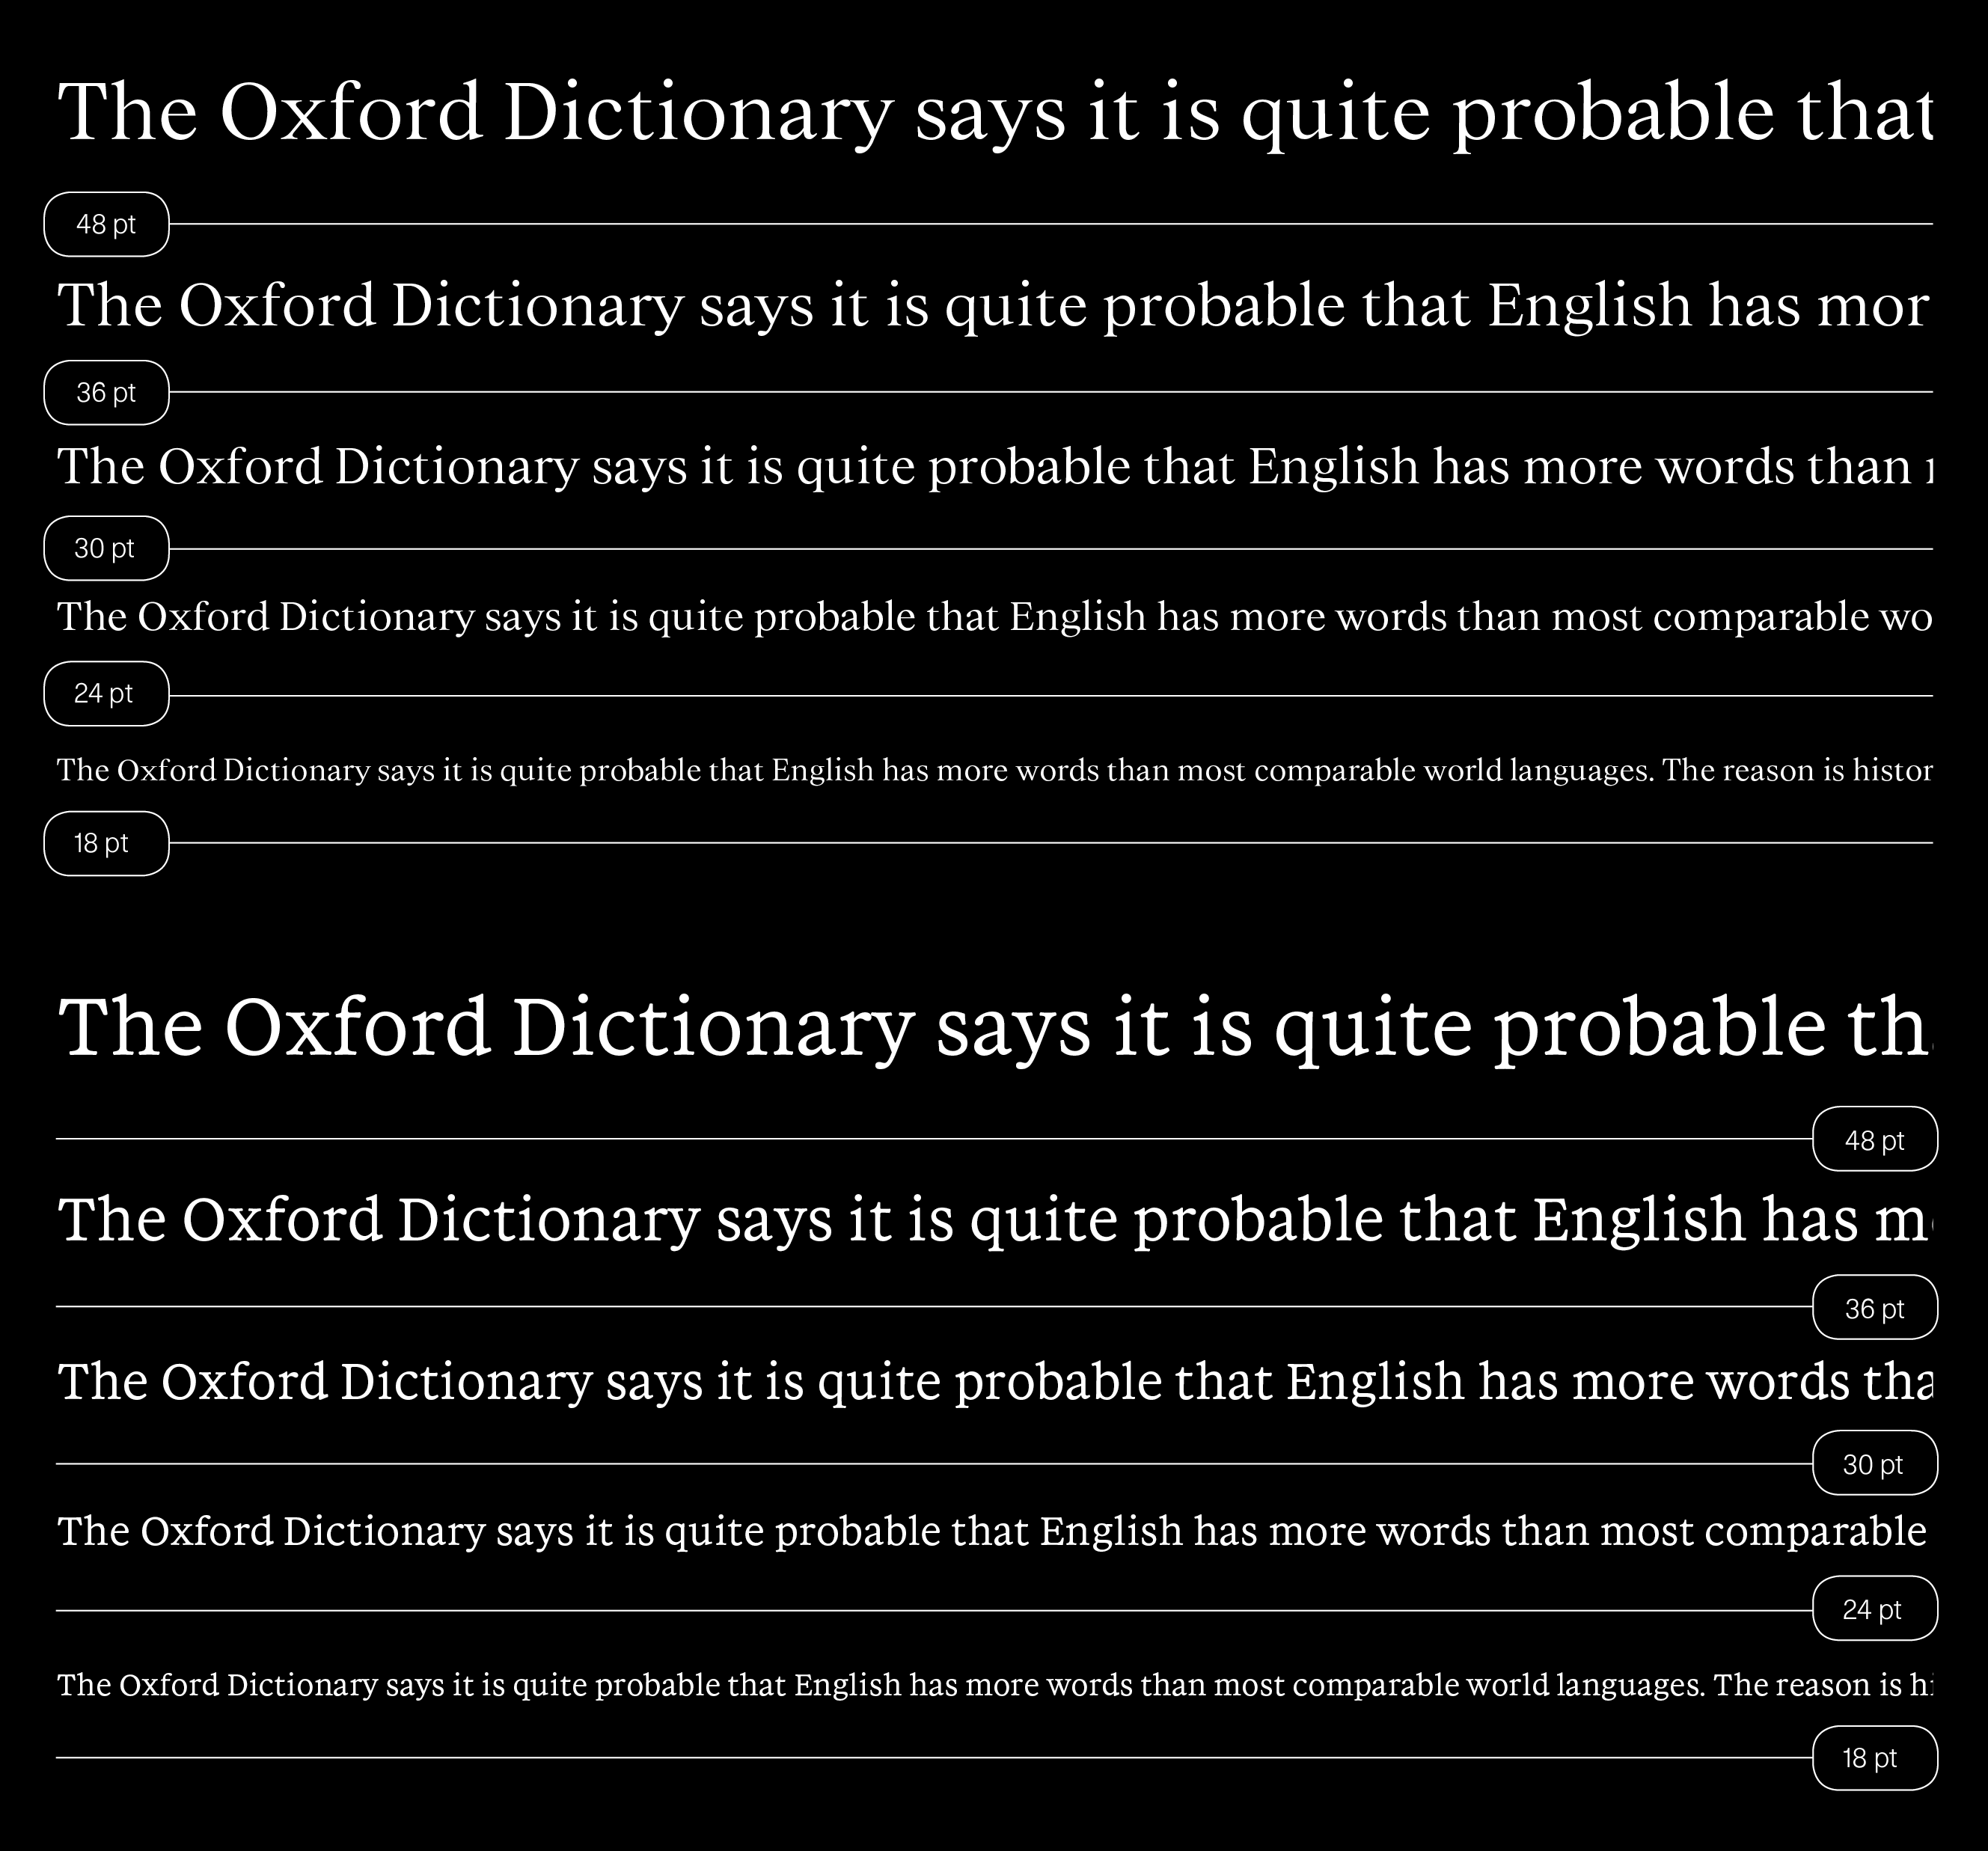 The Oxford Dictionary says it is quite probable that
48 pt
The Oxford Dictionary says it is quite probable that English has mor
36 pt
The Oxford Dictionary says it is quite probable that English has more words than
30 pt
The Oxford Dictionary says it is quite probable that English has more words than most comparable wo
24 pt
The Oxford Dictionary says it is quite probable that English has more words than most comparable world languages. The reason is histor
18 pt
The Oxford Dictionary says it is quite probable th
48 pt
The Oxford Dictionary says it is quite probable that English has m
36 pt
The Oxford Dictionary says it is quite probable that English has more words tha
30 pt
The Oxford Dictionary says it is quite probable that English has more words than most comparable
24 pt
The Oxford Dictionary says it is quite probable that English has more words than most comparable world languages. The reason is hi
18 pt